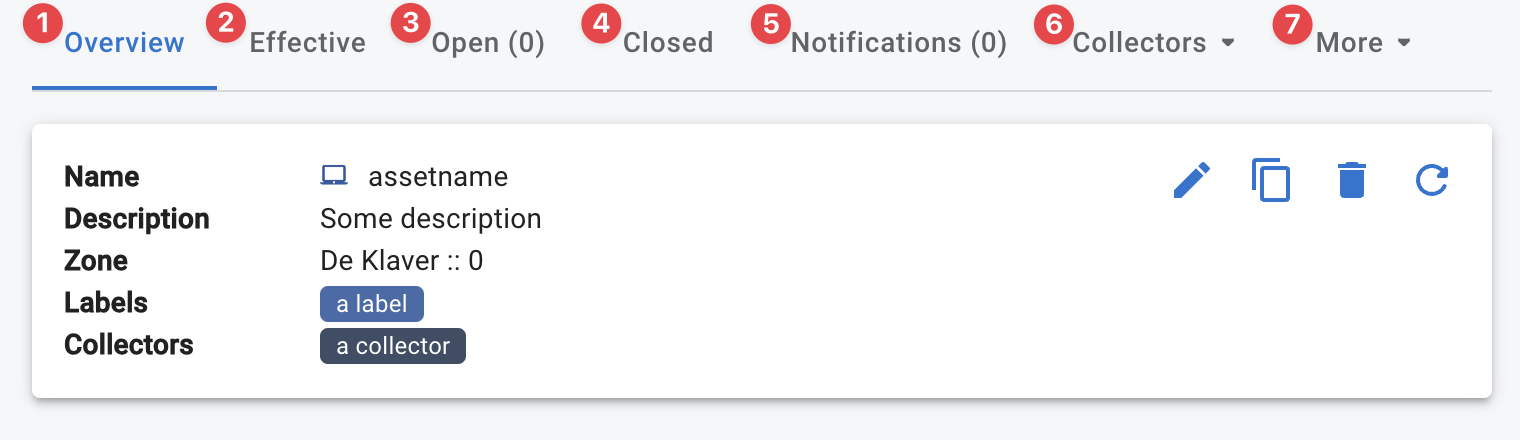 1 Overview 2 Effective 3 Open (0) 4 Closed 5 Notifications (0) 6 Collectors 7 More
Name assetname
Description Some description
Zone De Klaver :: 0
Labels a label
Collectors a collector